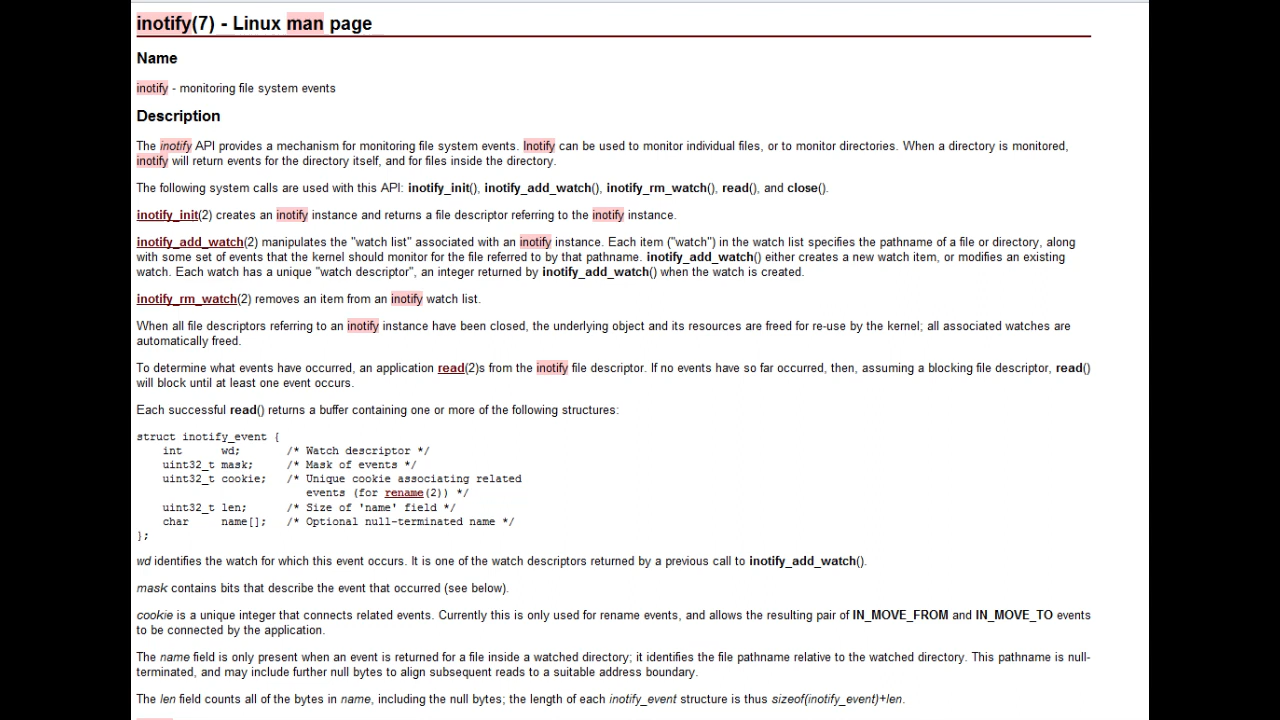 inotify(7) - Linux man page
Name
inotify - monitoring file system events
Description
The inotify API provides a mechanism for monitoring file system events. Inotify can be used to monitor individual files, or to monitor directories. When a directory is monitored,
inotify will return events for the directory itself, and for files inside the directory.
The following system calls are used with this API: inotify_init(), inotify_add_watch(), inotify_rm_watch(), read(), and close().
inotify_init(2) creates an inotify instance and returns a file descriptor referring to the inotify instance.
inotify_add_watch(2) manipulates the "watch list" associated with an inotify instance. Each item ("watch") in the watch list specifies the pathname of a file or directory, along
with some set of events that the kernel should monitor for the file referred to by that pathname. inotify_add_watch() either creates a new watch item, or modifies an existing
watch. Each watch has a unique "watch descriptor", an integer returned by inotify_add_watch() when the watch is created.
inotify_rm_watch(2) removes an item from an inotify watch list.
When all file descriptors referring to an inotify instance have been closed, the underlying object and its resources are freed for re-use by the kernel; all associated watches are
automatically freed.
To determine what events have occurred, an application read(2)s from the inotify file descriptor. If no events have so far occurred, then, assuming a blocking file descriptor, read()
will block until at least one event occurs.
Each successful read() returns a buffer containing one or more of the following structures:
struct inotify_event {
    int      wd;       /* Watch descriptor */
    uint32_t mask;     /* Mask of events */
    uint32_t cookie;   /* Unique cookie associating related
                          events (for rename(2)) */
    uint32_t len;      /* Size of 'name' field */
    char     name[];   /* Optional null-terminated name */
};
wd identifies the watch for which this event occurs. It is one of the watch descriptors returned by a previous call to inotify_add_watch().
mask contains bits that describe the event that occurred (see below).
cookie is a unique integer that connects related events. Currently this is only used for rename events, and allows the resulting pair of IN_MOVE_FROM and IN_MOVE_TO events
to be connected by the application.
The name field is only present when an event is returned for a file inside a watched directory; it identifies the file pathname relative to the watched directory. This pathname is null-
terminated, and may include further null bytes to align subsequent reads to a suitable address boundary.
The len field counts all of the bytes in name, including the null bytes; the length of each inotify_event structure is thus sizeof(inotify_event)+len.